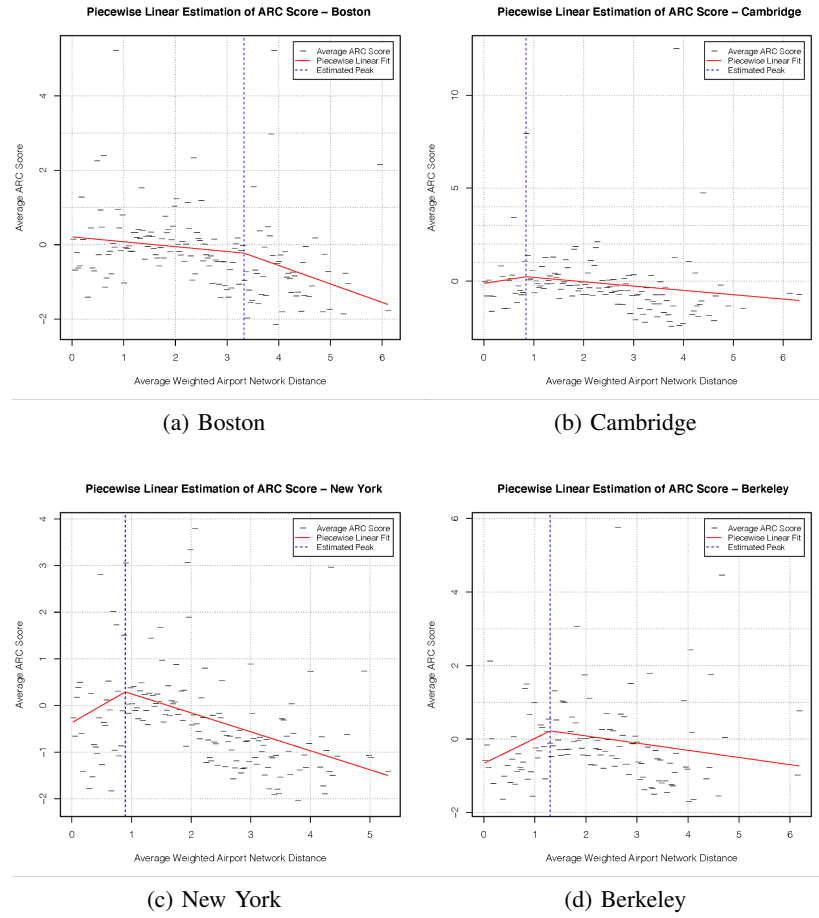 Piecewise Linear Estimation of ARC Score – Boston
Average ARC Score
Piecewise Linear Fit
Estimated Peak
4
2
0
−2
Average ARC Score
0 1 2 3 4 5 6
Average Weighted Airport Network Distance
(a) Boston
Piecewise Linear Estimation of ARC Score – Cambridge
Average ARC Score
Piecewise Linear Fit
Estimated Peak
10
5
0
Average ARC Score
0 1 2 3 4 5 6
Average Weighted Airport Network Distance
(b) Cambridge
Piecewise Linear Estimation of ARC Score – New York
Average ARC Score
Piecewise Linear Fit
Estimated Peak
4
3
2
1
0
−1
−2
Average ARC Score
0 1 2 3 4 5
Average Weighted Airport Network Distance
(c) New York
Piecewise Linear Estimation of ARC Score – Berkeley
Average ARC Score
Piecewise Linear Fit
Estimated Peak
6
4
2
0
−2
Average ARC Score
0 1 2 3 4 5 6
Average Weighted Airport Network Distance
(d) Berkeley